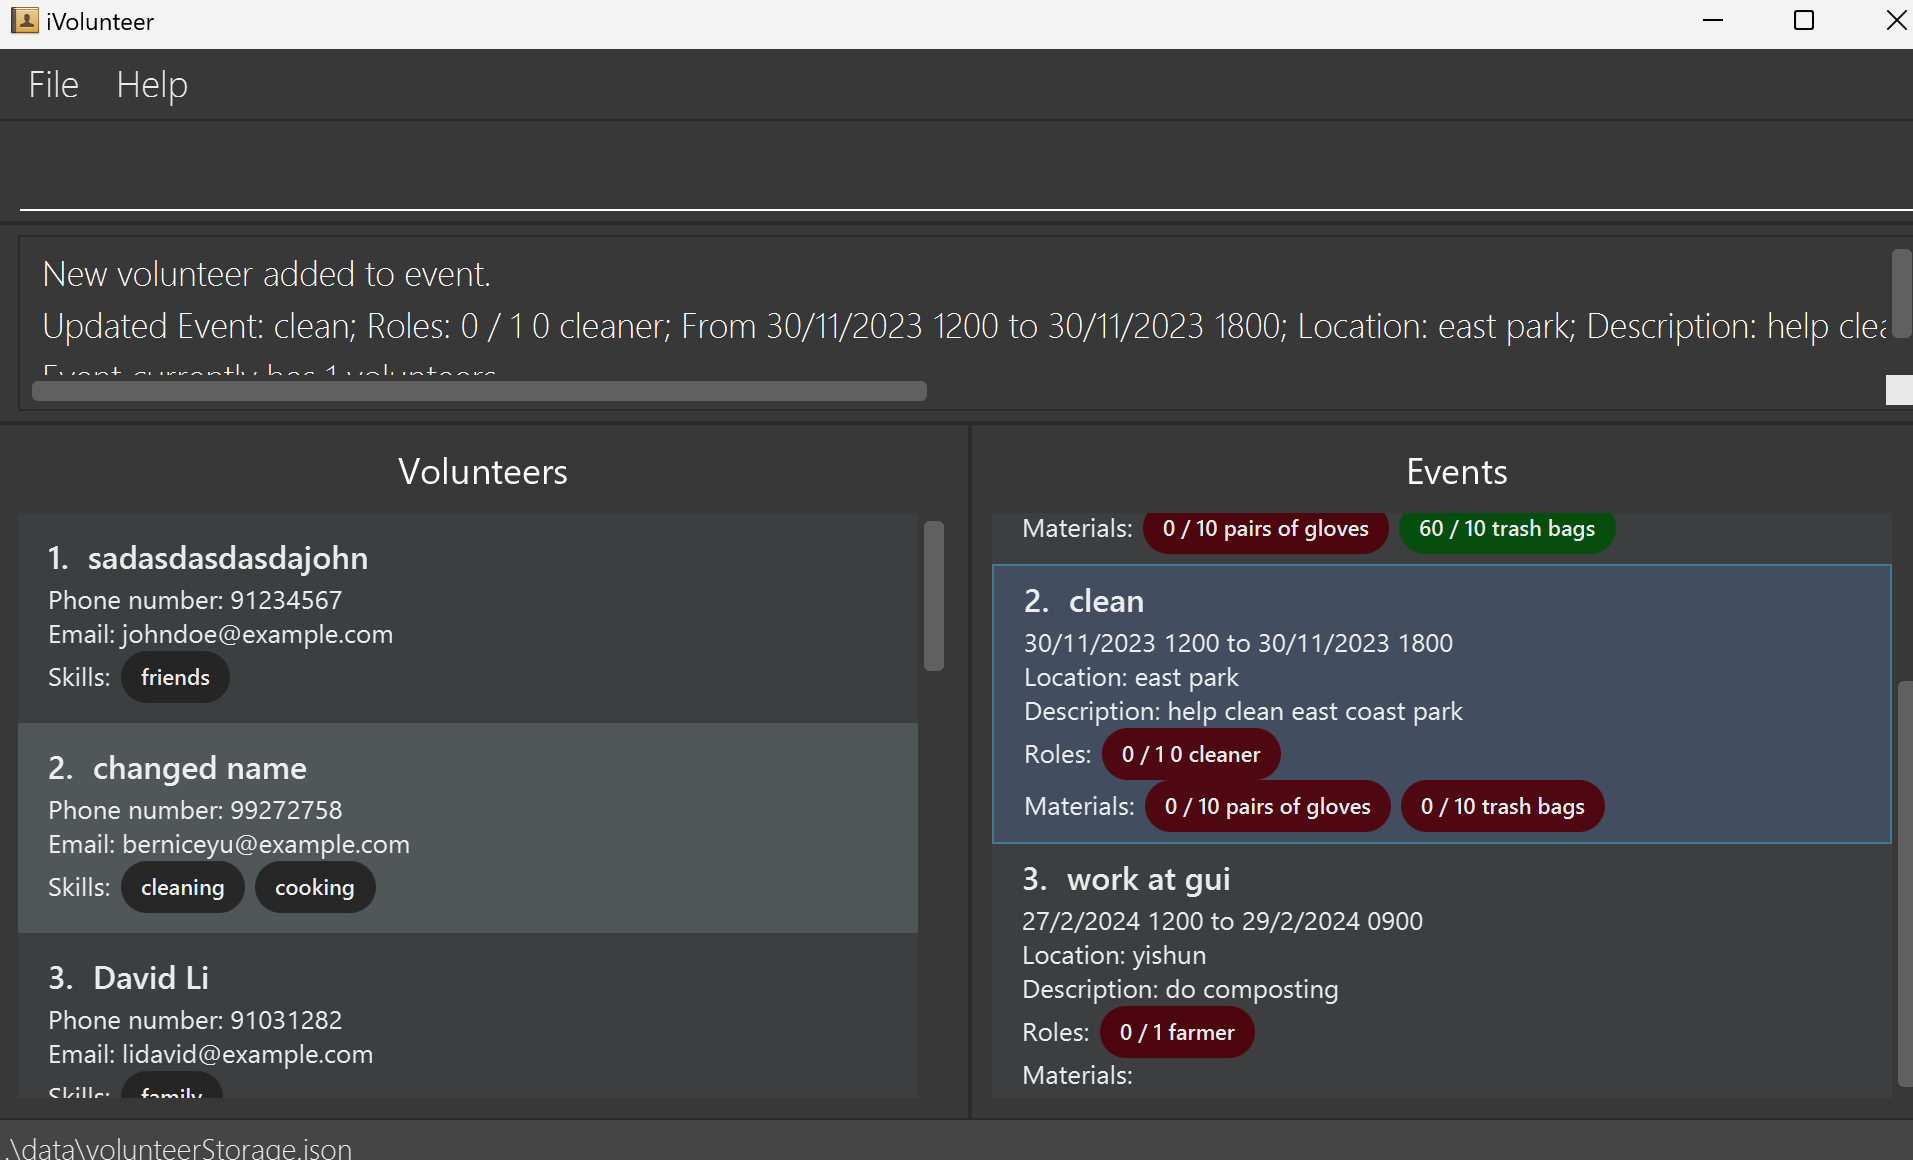 iVolunteer
File Help
New volunteer added to event.
Updated Event: clean; Roles: 0 / 1 0 cleaner; From 30/11/2023 1200 to 30/11/2023 1800; Location: east park; Description: help clea
Event currently has 1 volunteers
Volunteers
1. sadasdasdasdajohn
Phone number: 91234567
Email: johndoe@example.com
Skills: friends
2. changed name
Phone number: 99272758
Email: berniceyu@example.com
Skills: cleaning cooking
3. David Li
Phone number: 91031282
Email: lidavid@example.com
Skills: family
Events
Materials: 0 / 10 pairs of gloves 60 / 10 trash bags
2. clean
30/11/2023 1200 to 30/11/2023 1800
Location: east park
Description: help clean east coast park
Roles: 0 / 1 0 cleaner
Materials: 0 / 10 pairs of gloves 0 / 10 trash bags
3. work at gui
27/2/2024 1200 to 29/2/2024 0900
Location: yishun
Description: do composting
Roles: 0 / 1 farmer
Materials:
.\data\volunteerStorage.json